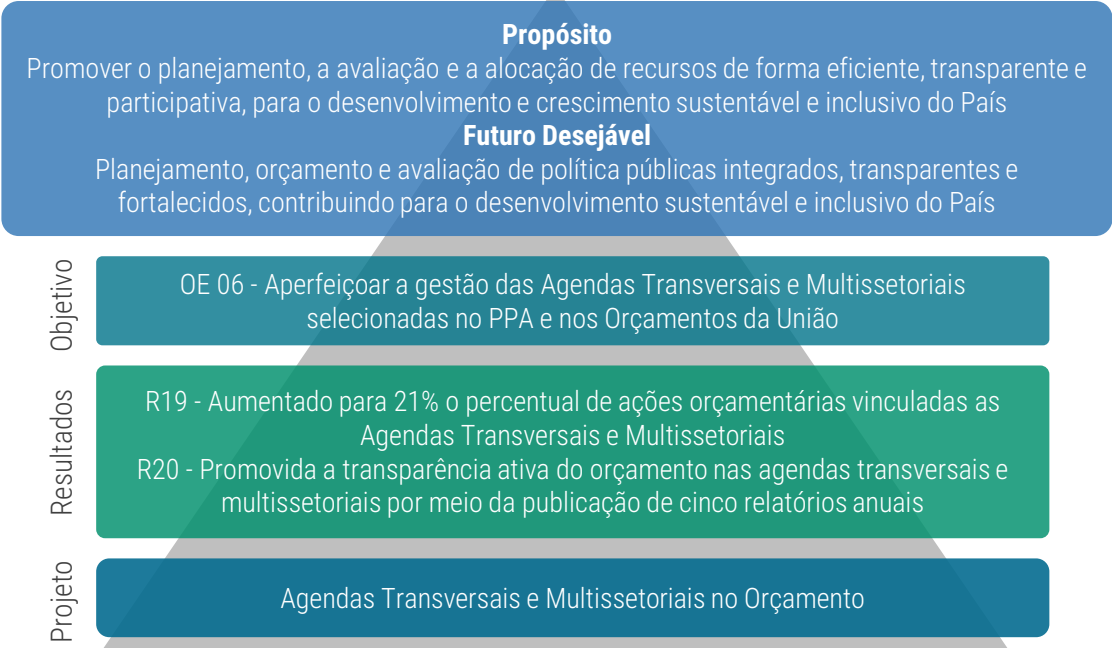 Propósito
Promover o planejamento, a avaliação e a alocação de recursos de forma eficiente, transparente e
participativa, para o desenvolvimento e crescimento sustentável e inclusivo do País
Futuro Desejável
Planejamento, orçamento e avaliação de política públicas integrados, transparentes e
fortalecidos, contribuindo para o desenvolvimento sustentável e inclusivo do País
Objetivo
OE 06 - Aperfeiçoar a gestão das Agendas Transversais e Multissetoriais
selecionadas no PPA e nos Orçamentos da União
Resultados
R19 - Aumentado para 21% o percentual de ações orçamentárias vinculadas as
Agendas Transversais e Multissetoriais
R20 - Promovida a transparência ativa do orçamento nas agendas transversais e
multissetoriais por meio da publicação de cinco relatórios anuais
Projeto
Agendas Transversais e Multissetoriais no Orçamento